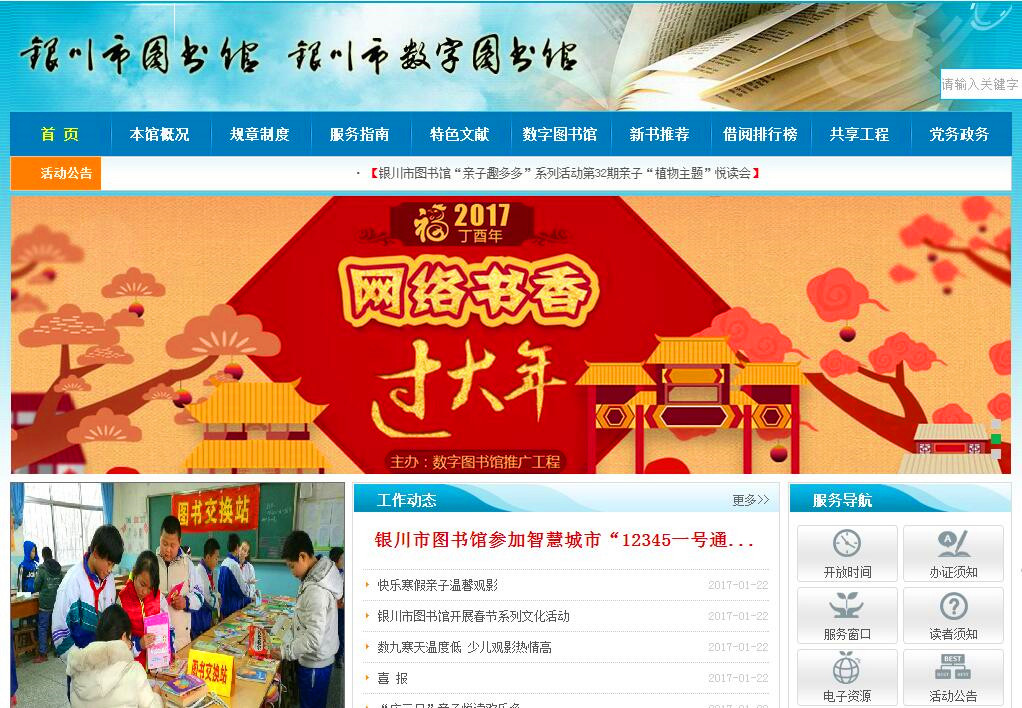 银川市图书馆 银川市数字图书馆
请输入关键字
首 页 本馆概况 规章制度 服务指南 特色文献 数字图书馆 新书推荐 借阅排行榜 共享工程 党务政务
活动公告 · 【银川市图书馆“亲子趣多多”系列活动第32期亲子“植物主题”悦读会】
福 2017
丁酉年
网络书香
过大年
主办：数字图书馆推广工程
图书交换站
图书交换站
工作动态 更多>>
银川市图书馆参加智慧城市“12345一号通...
快乐寒假亲子温馨观影 2017-01-22
银川市图书馆开展春节系列文化活动 2017-01-22
数九寒天温度低 少儿观影热情高 2017-01-22
喜 报 2017-01-22
服务导航
开放时间 办证须知
服务窗口 读者须知
BEST
BEST BEST
电子资源 活动公告